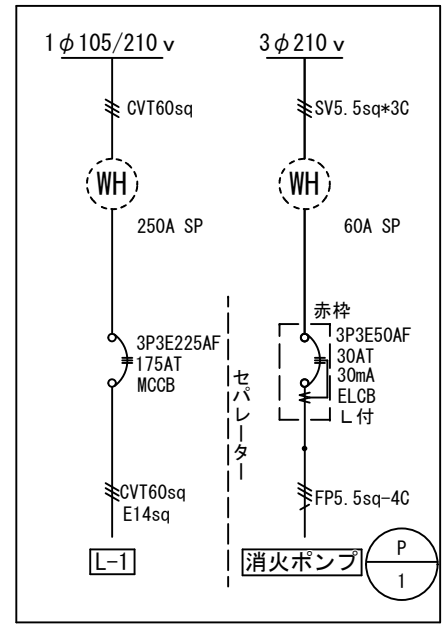 1φ105/210v
CVT60sq
WH
250A SP
3P3E225AF
175AT
MCCB
CVT60sq
E14sq
L-1
セパレーター
3φ210v
SV5.5sq*3C
WH
60A SP
赤枠
3P3E50AF
30AT
30mA
ELCB
L付
FP5.5sq-4C
消火ポンプ
P
1